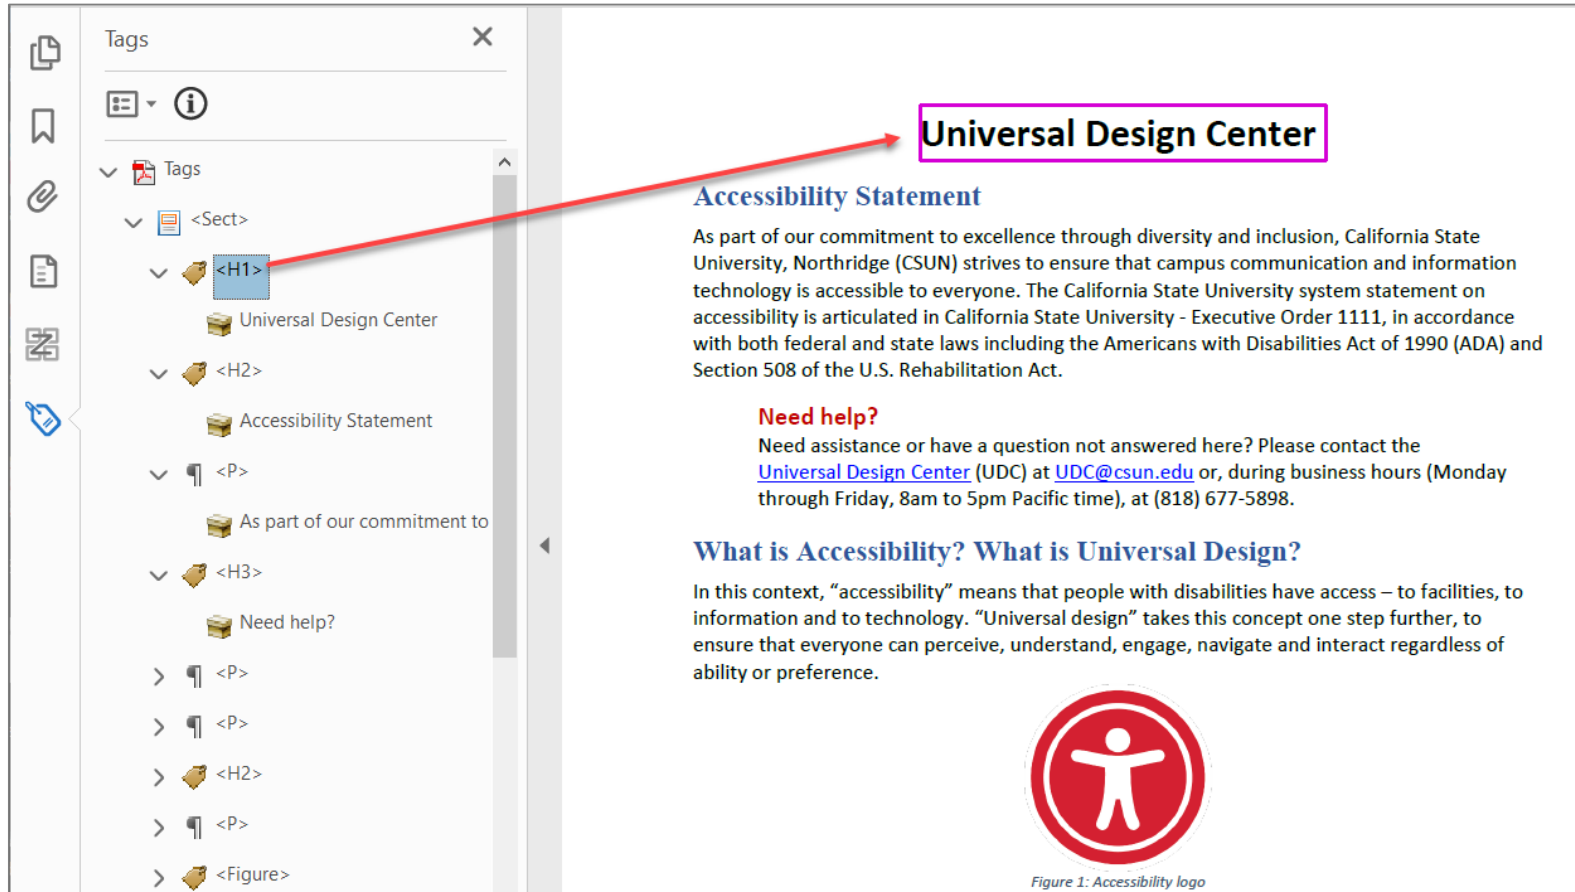 Tags
Tags
<Sect>
<H1>
Universal Design Center
<H2>
Accessibility Statement
<P>
As part of our commitment to
<H3>
Need help?
<P>
<P>
<H2>
<P>
<Figure>
Universal Design Center
Accessibility Statement
As part of our commitment to excellence through diversity and inclusion, California State
University, Northridge (CSUN) strives to ensure that campus communication and information
technology is accessible to everyone. The California State University system statement on
accessibility is articulated in California State University - Executive Order 1111, in accordance
with both federal and state laws including the Americans with Disabilities Act of 1990 (ADA) and
Section 508 of the U.S. Rehabilitation Act.
Need help?
Need assistance or have a question not answered here? Please contact the
Universal Design Center (UDC) at UDC@csun.edu or, during business hours (Monday
through Friday, 8am to 5pm Pacific time), at (818) 677-5898.
What is Accessibility? What is Universal Design?
In this context, “accessibility” means that people with disabilities have access – to facilities, to
information and to technology. “Universal design” takes this concept one step further, to
ensure that everyone can perceive, understand, engage, navigate and interact regardless of
ability or preference.
Figure 1: Accessibility logo